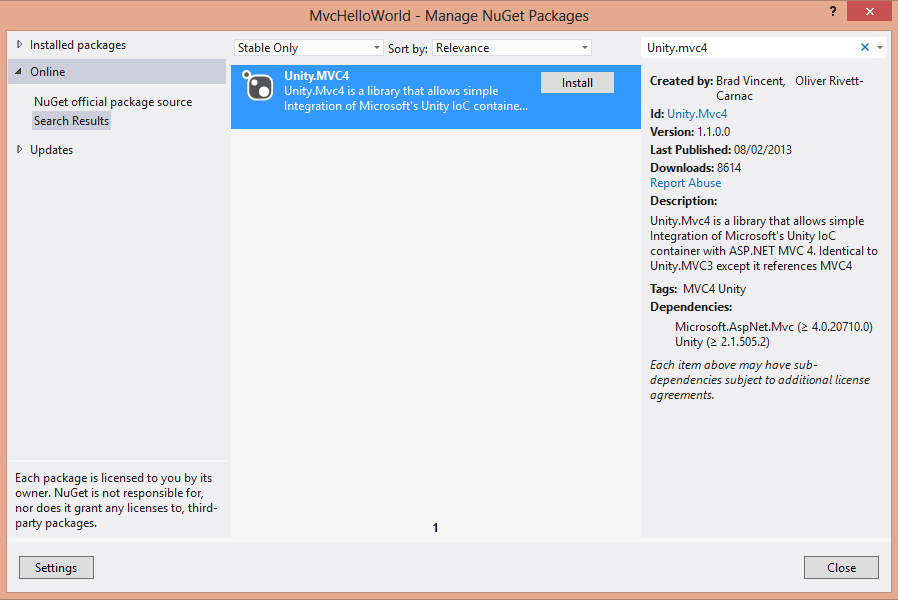 MvcHelloWorld - Manage NuGet Packages
?
Installed packages
Online
NuGet official package source
Search Results
Updates
Each package is licensed to you by its
owner. NuGet is not responsible for,
nor does it grant any licenses to, third-
party packages.
Stable Only
Sort by:
Relevance
Unity.MVC4
Unity.Mvc4 is a library that allows simple
Integration of Microsoft's Unity IoC containe...
Install
1
Unity.mvc4
Created by: Brad Vincent, Oliver Rivett-
Carnac
Id: Unity.Mvc4
Version: 1.1.0.0
Last Published: 08/02/2013
Downloads: 8614
Report Abuse
Description:
Unity.Mvc4 is a library that allows simple
Integration of Microsoft's Unity IoC
container with ASP.NET MVC 4. Identical to
Unity.MVC3 except it references MVC4
Tags: MVC4 Unity
Dependencies:
Microsoft.AspNet.Mvc (≥ 4.0.20710.0)
Unity (≥ 2.1.505.2)
Each item above may have sub-
dependencies subject to additional license
agreements.
Settings
Close